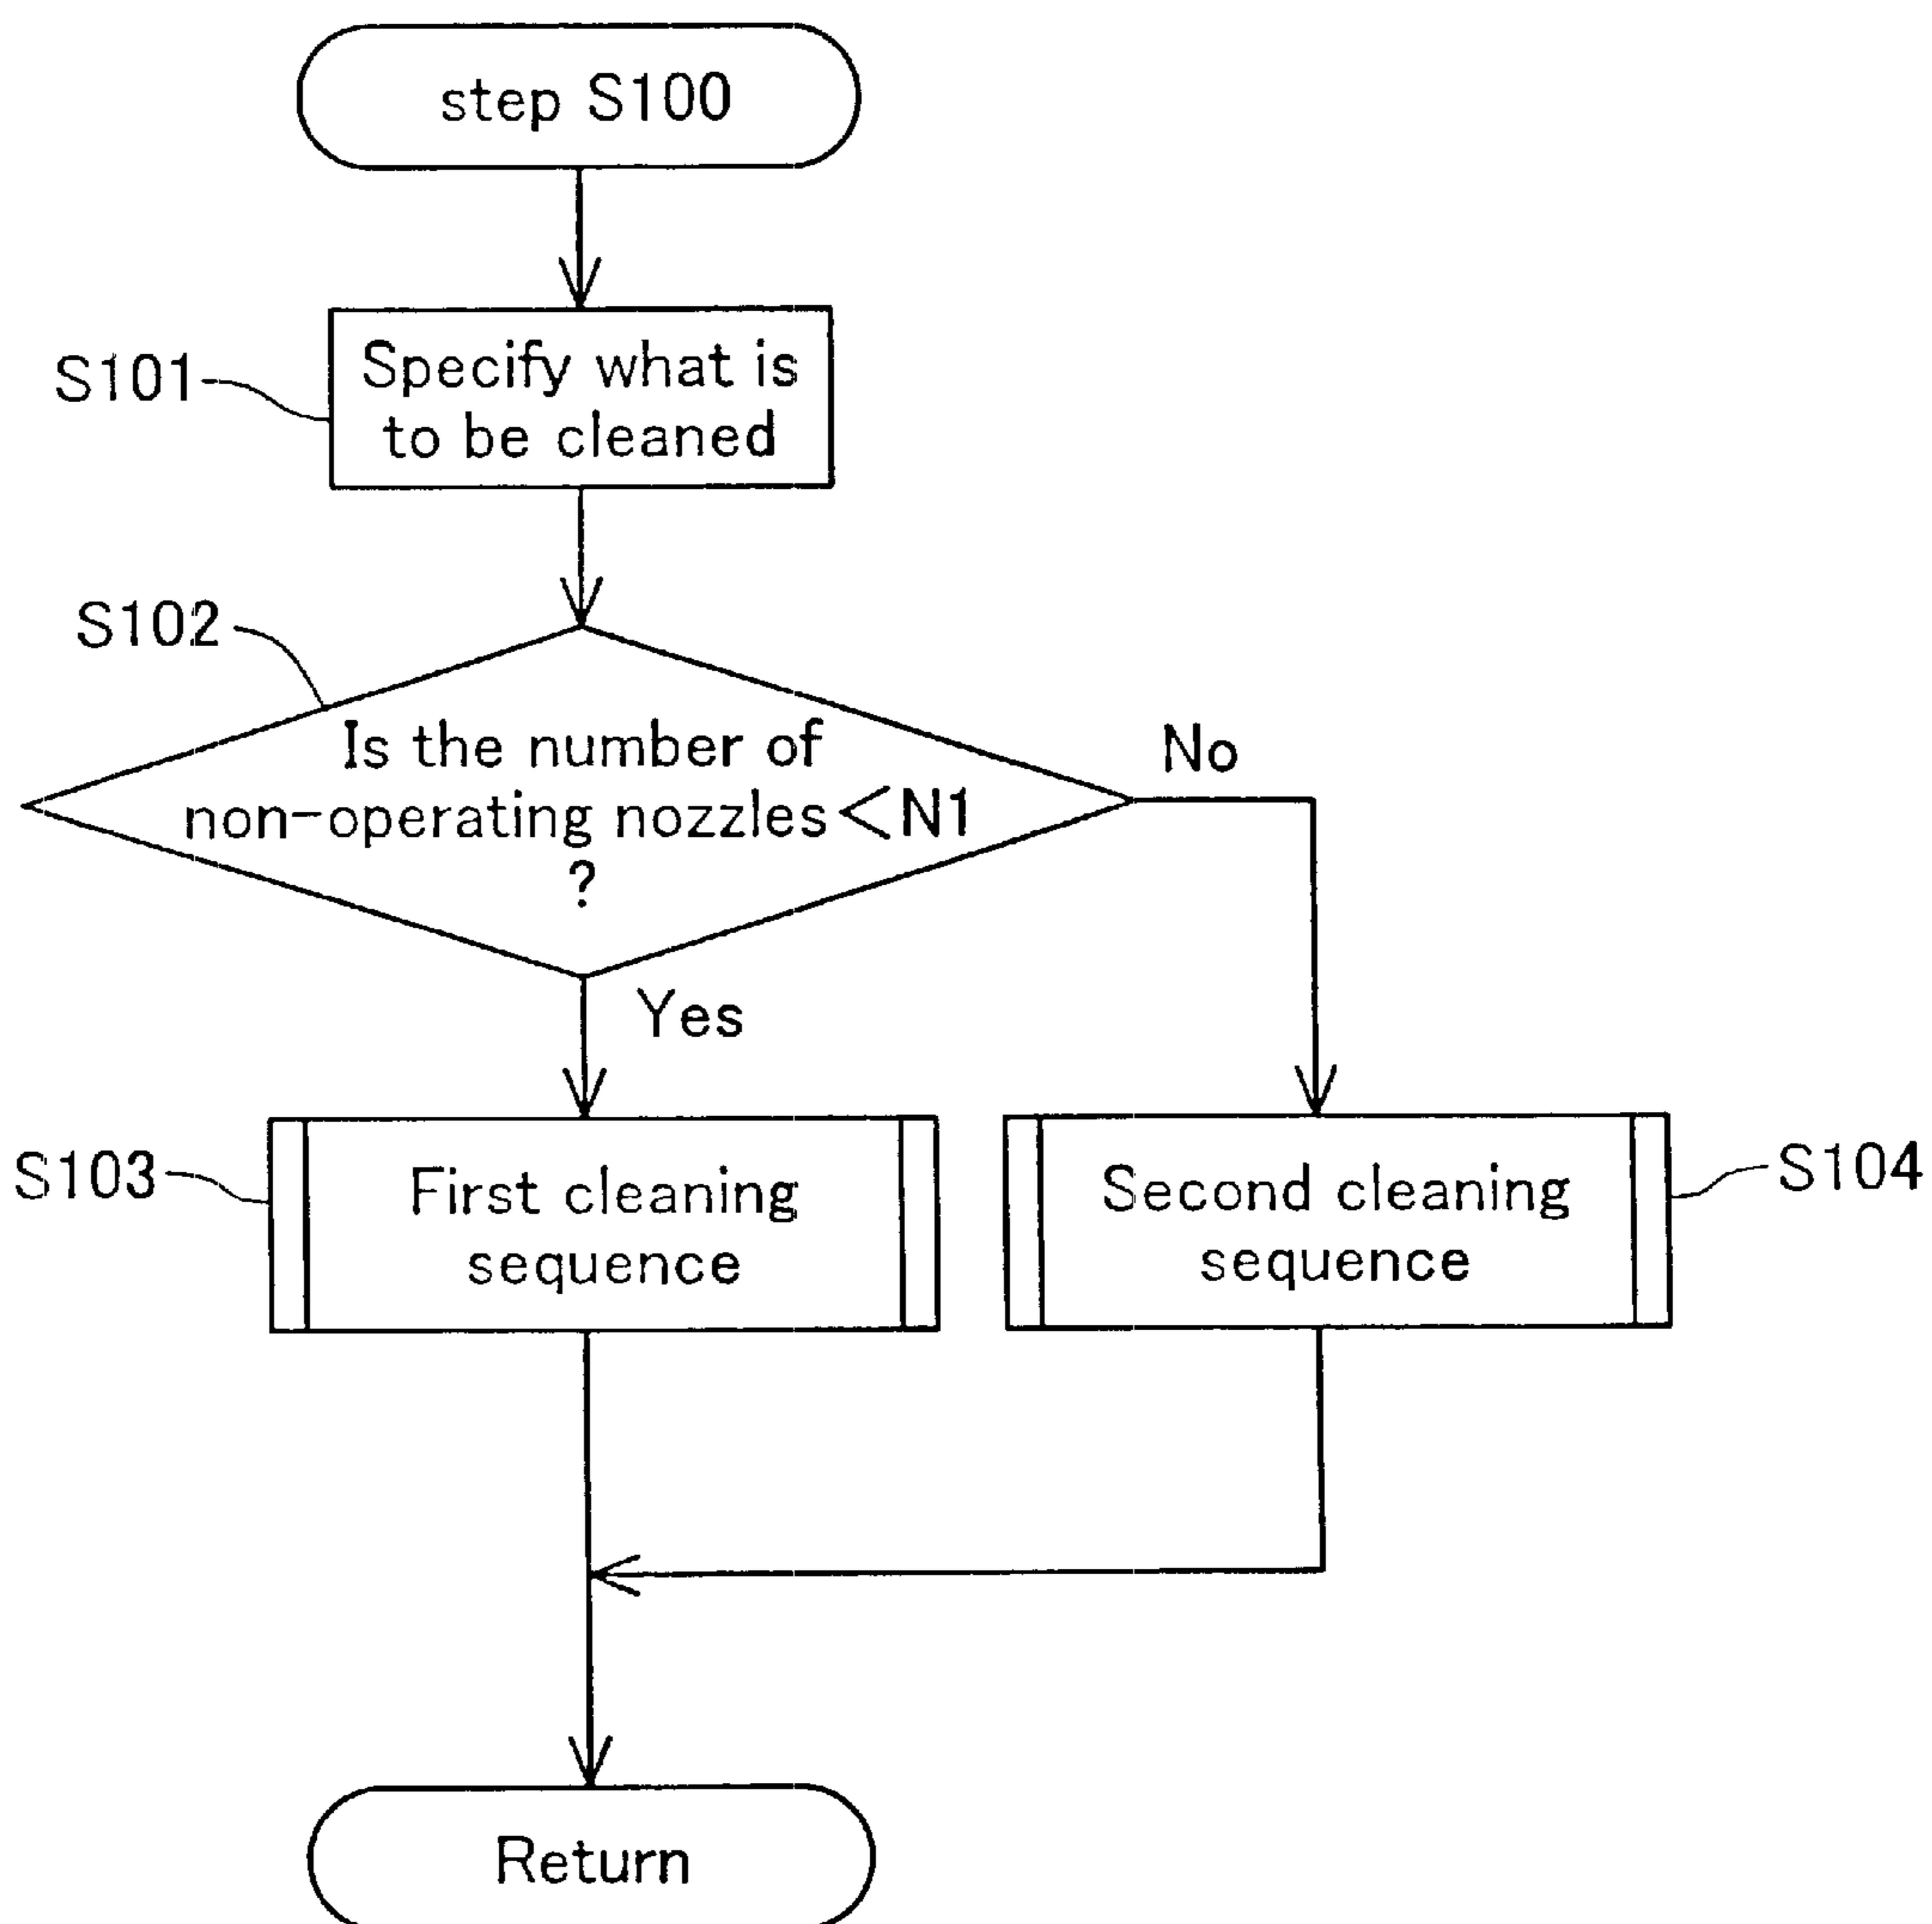 step S100
S101
Specify what is
to be cleaned
S102
Is the number of
non-operating nozzles<N1
?
No
Yes
S103
First cleaning
sequence
Second cleaning
sequence
S104
Return